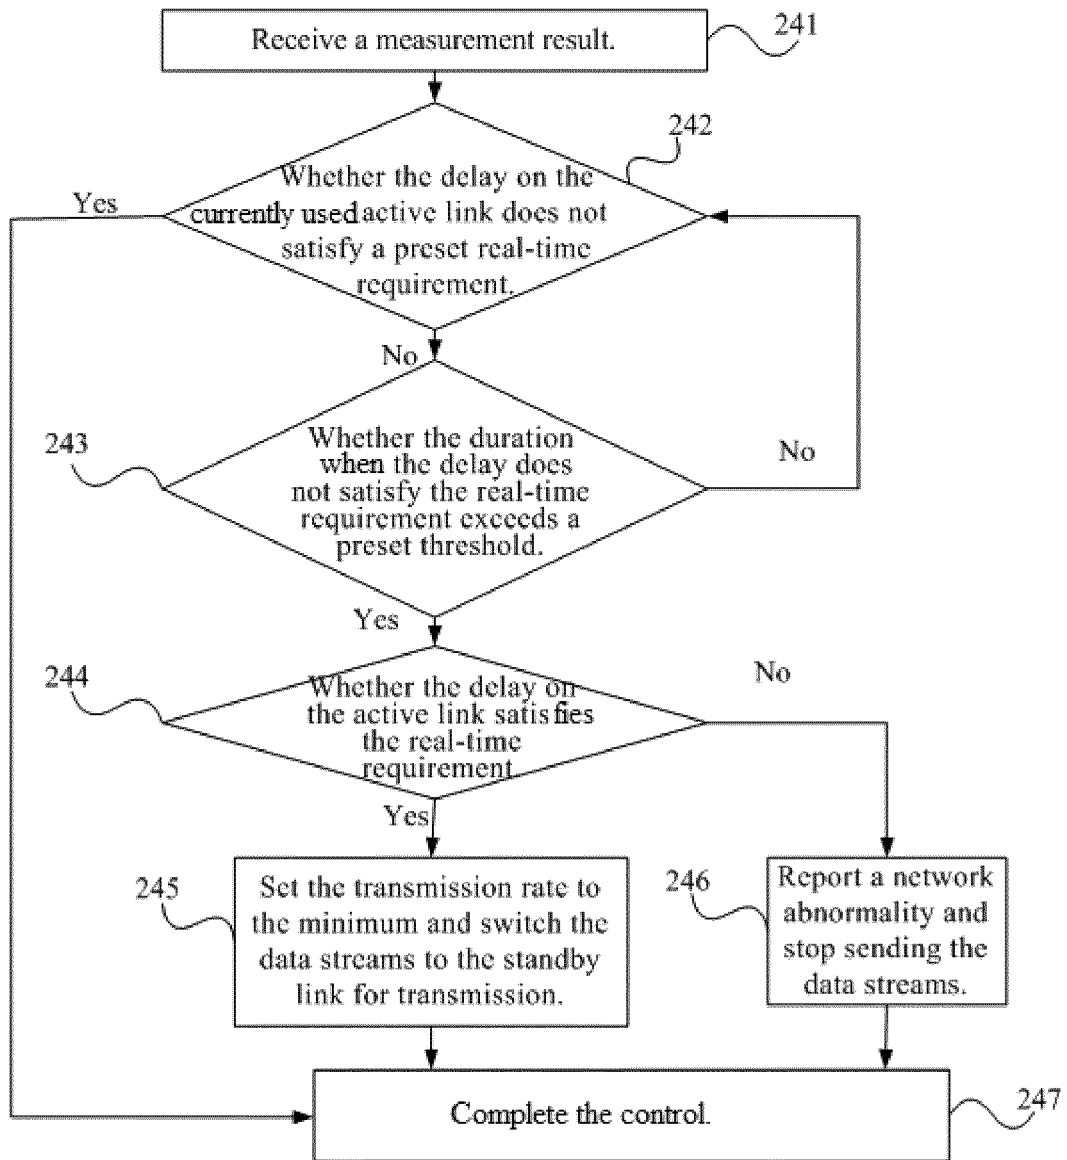 Receive a measurement result.
241
242
Yes
Whether the delay on the
currently used active link does not
satisfy a preset real-time
requirement.
No
243
Whether the duration
when the delay does
not satisfy the real-time
requirement exceeds a
preset threshold.
No
Yes
244
Whether the delay on
the active link satisfies
the real-time
requirement
No
Yes
245
Set the transmission rate to
the minimum and switch the
data streams to the standby
link for transmission.
246
Report a network
abnormality and
stop sending the
data streams.
Complete the control.
247